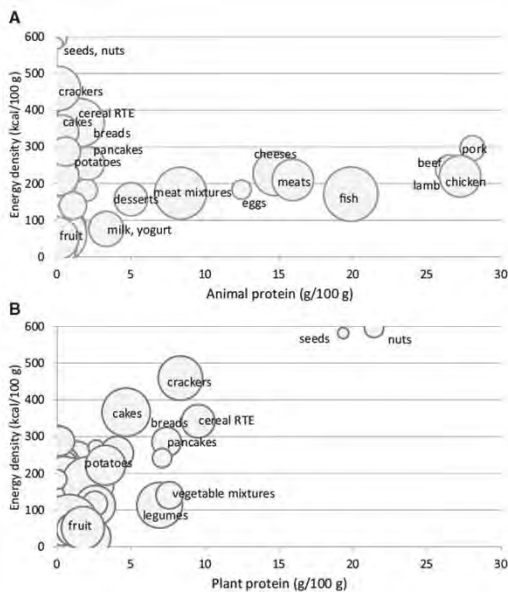 A
600
seeds, nuts
500
crackers
400
cereal RTE
cakes
breads
300
pancakes
cheeses
pork
potatoes
beef
200
desserts
meat mixtures
meats
lamb
chicken
eggs
fish
100
milk, yogurt
fruit
0
0 5 10 15 20 25 30
Energy density (kcal/100 g)
Animal protein (g/100 g)
B
600
seeds
nuts
500
crackers
400
cakes
cereal RTE
breads
300
pancakes
potatoes
200
vegetable mixtures
legumes
100
fruit
0
0 5 10 15 20 25 30
Energy density (kcal/100 g)
Plant protein (g/100 g)